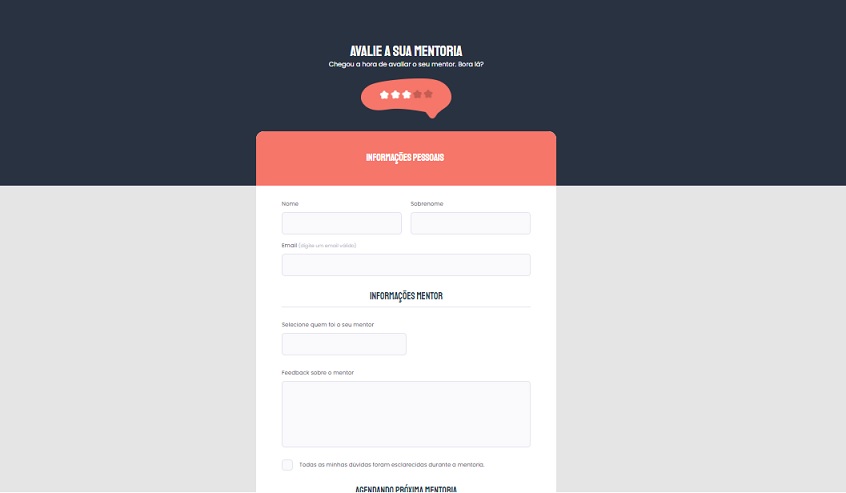 AVALIE A SUA MENTORIA
Chegou a hora de avaliar o seu mentor. Bora lá?
INFORMAÇÕES PESSOAIS
Nome Sobrenome
Email (digite um email válido)
INFORMAÇÕES MENTOR
Selecione quem foi o seu mentor
Feedback sobre o mentor
Todas as minhas dúvidas foram esclarecidas durante a mentoria.
AGENDANDO PRÓXIMA MENTORIA